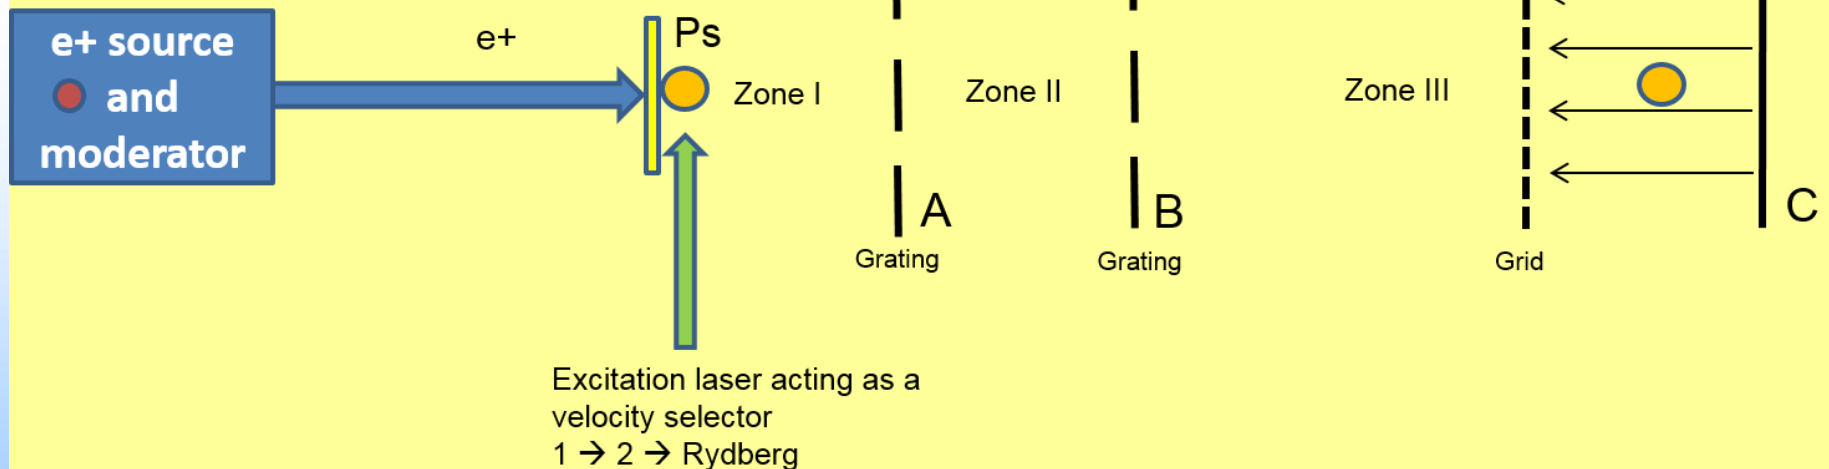 e+ source
and
moderator
e+
Ps
Zone I
Zone II
Zone III
A
B
C
Grating
Grating
Grid
Excitation laser acting as a
velocity selector
1 → 2 → Rydberg